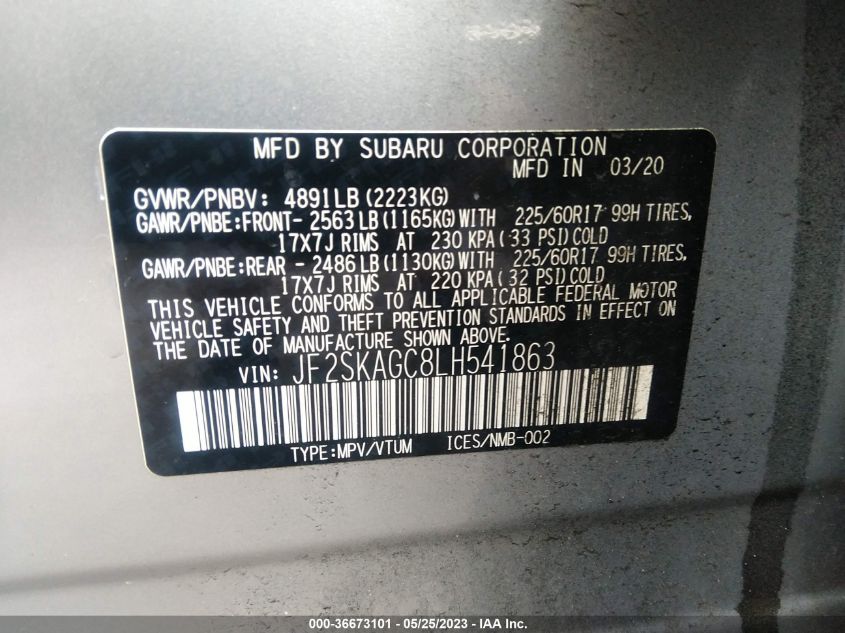 MFD BY SUBARU CORPORATION
MFD IN 03/20
GVWR/PNBV: 4891LB (2223KG)
GAWR/PNBE:FRONT- 2563 LB (1165KG) WITH 225/60R17 99H TIRES,
17X7J RIMS AT 230 KPA (33 PSI) COLD
GAWR/PNBE:REAR - 2486 LB (1130KG) WITH 225/60R17 99H TIRES,
17X7J RIMS AT 220 KPA (32 PSI) COLD
THIS VEHICLE CONFORMS TO ALL APPLICABLE FEDERAL MOTOR
VEHICLE SAFETY AND THEFT PREVENTION STANDARDS IN EFFECT ON
THE DATE OF MANUFACTURE SHOWN ABOVE.
VIN: JF2SKAGC8LH541863
TYPE:MPV/VTUM ICES/NMB-002
000-36673101 - 05/25/2023 - IAAI.com